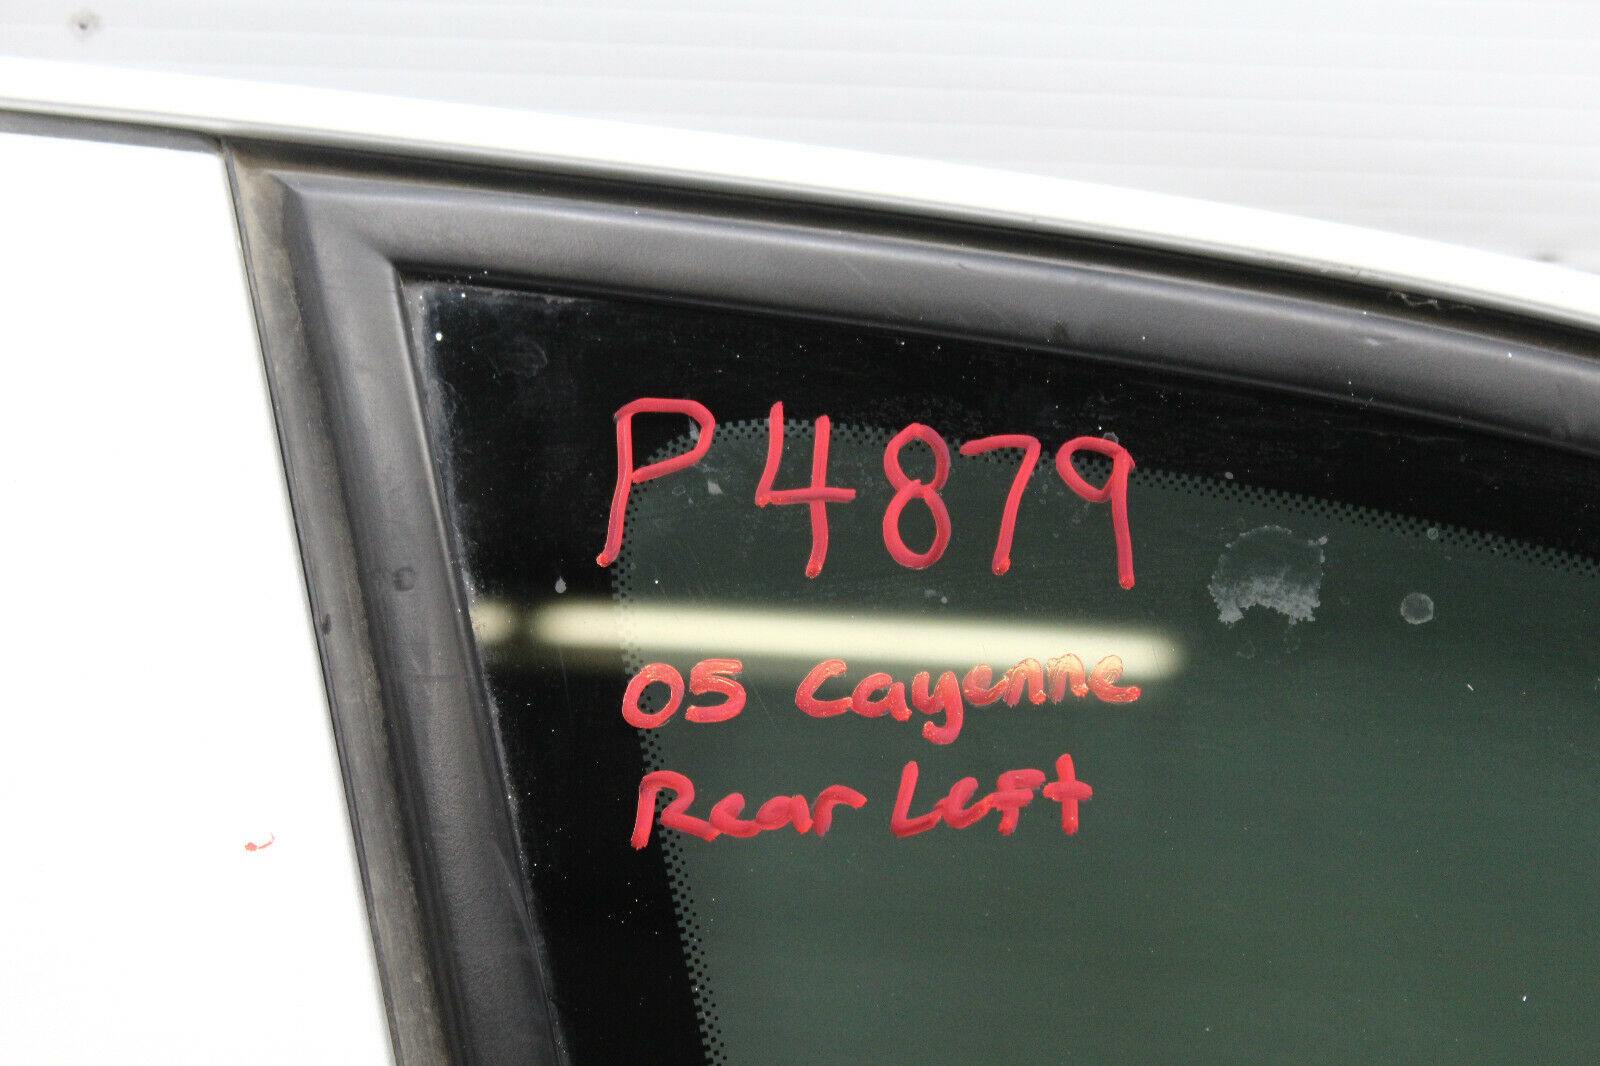 P4879
05 Cayenne
Rear Left